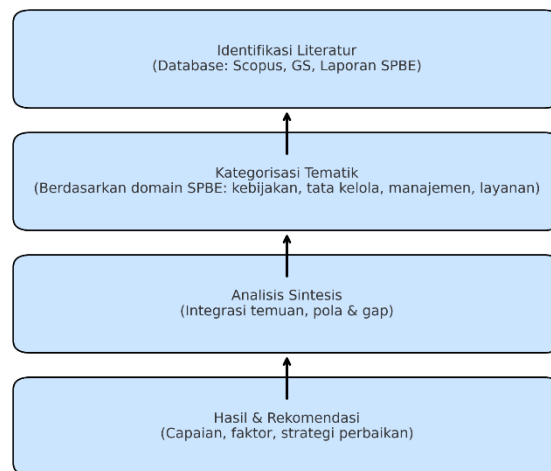 Identifikasi Literatur
(Database: Scopus, GS, Laporan SPBE)
Kategorisasi Tematik
(Berdasarkan domain SPBE: kebijakan, tata kelola, manajemen, layanan)
Analisis Sintesis
(Integrasi temuan, pola & gap)
Hasil & Rekomendasi
(Capaian, faktor, strategi perbaikan)